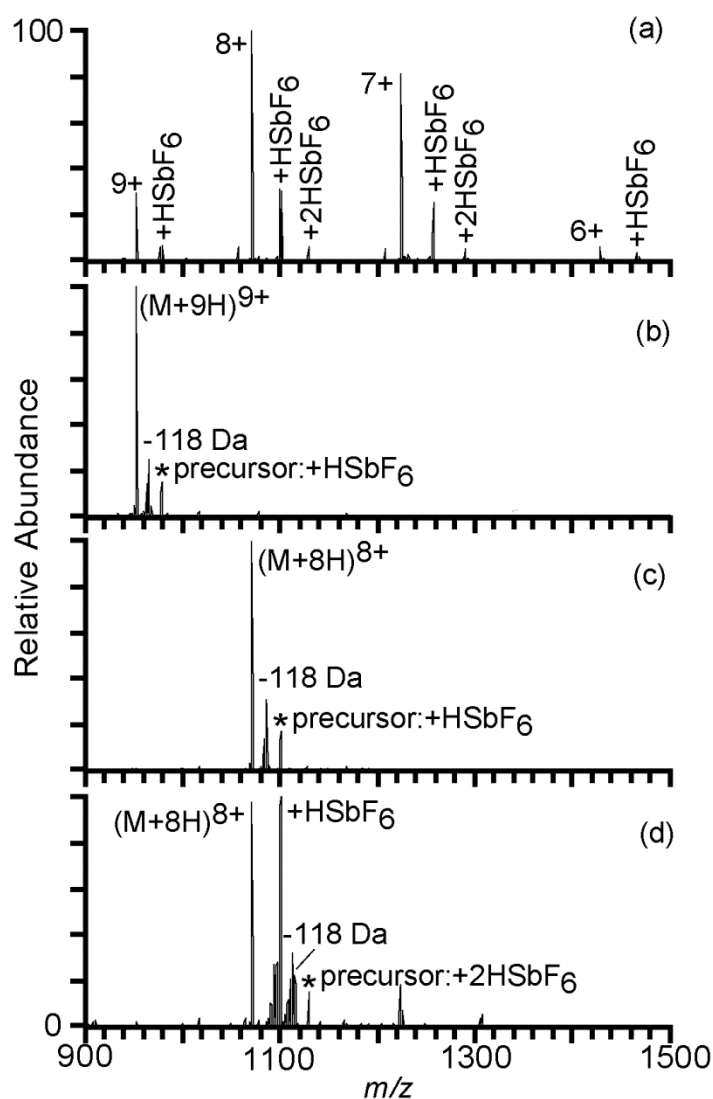 100
(a)
8+
7+
9+
6+
+HSbF6
+HSbF6
+2HSbF6
+HSbF6
+2HSbF6
+HSbF6
(M+9H)9+
(b)
-118 Da
*precursor:+HSbF6
(M+8H)8+
(c)
-118 Da
*precursor:+HSbF6
(M+8H)8+
+HSbF6
(d)
-118 Da
*precursor:+2HSbF6
Relative Abundance
0
900 1100 1300 1500
m/z